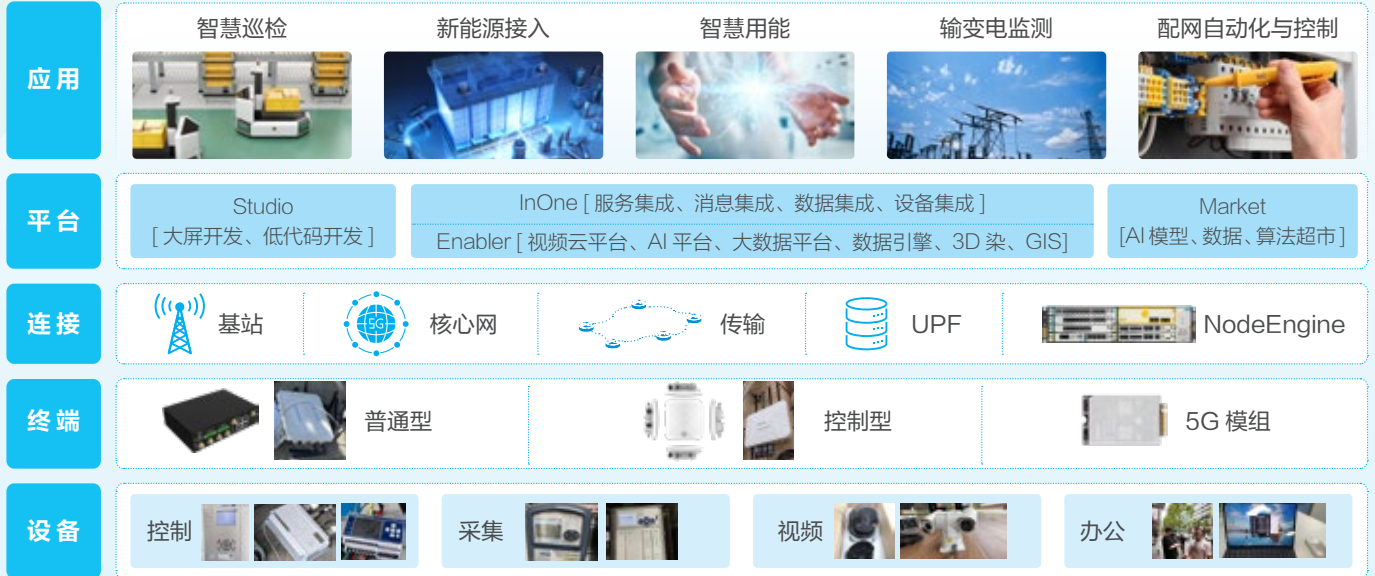 应用
智慧巡检
新能源接入
智慧用能
输变电监测
配网自动化与控制
平台
Studio
[ 大屏开发、低代码开发 ]
InOne [ 服务集成、消息集成、数据集成、设备集成 ]
Enabler [ 视频云平台、AI 平台、大数据平台、数据引擎、3D 染、GIS]
Market
[AI 模型、数据、算法超市 ]
连接
基站
5G
核心网
传输
UPF
NodeEngine
终端
普通型
控制型
5G 模组
设备
控制
采集
视频
办公